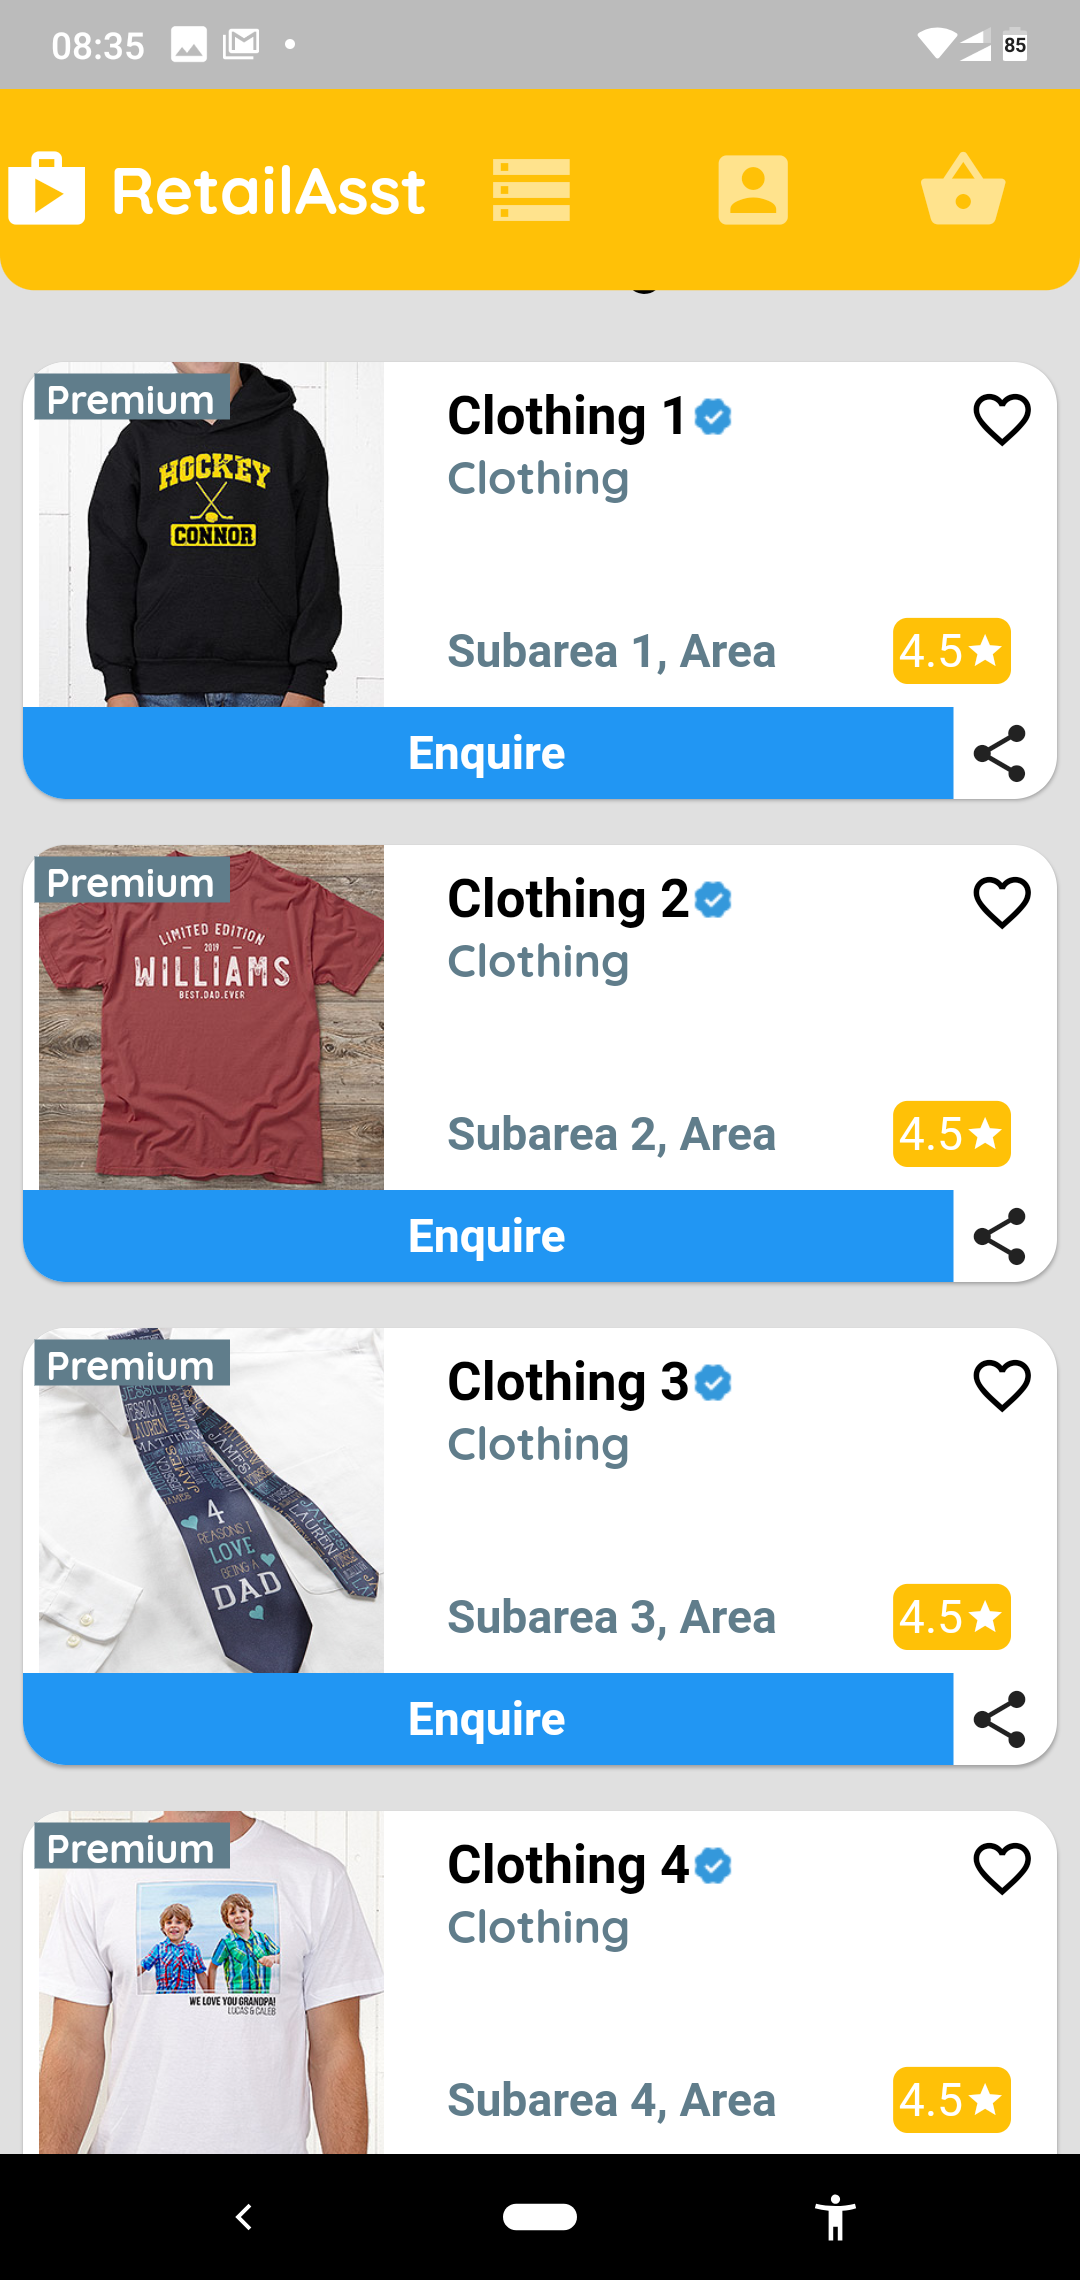 08:35
85
RetailAsst
Premium
HOCKEY
CONNOR
Clothing 1
Clothing
Subarea 1, Area
4.5
Enquire
Premium
LIMITED EDITION
2019
WILLIAMS
BEST.DAD.EVER
Clothing 2
Clothing
Subarea 2, Area
4.5
Enquire
Premium
JESSICA
LAUREN
MATTHEW
JAMES
4
REASONS I
LOVE
BEING A
DAD
JAMES
LAUREN
Clothing 3
Clothing
Subarea 3, Area
4.5
Enquire
Premium
WE LOVE YOU GRANDPA!
LUCAS & CALEB
Clothing 4
Clothing
Subarea 4, Area
4.5